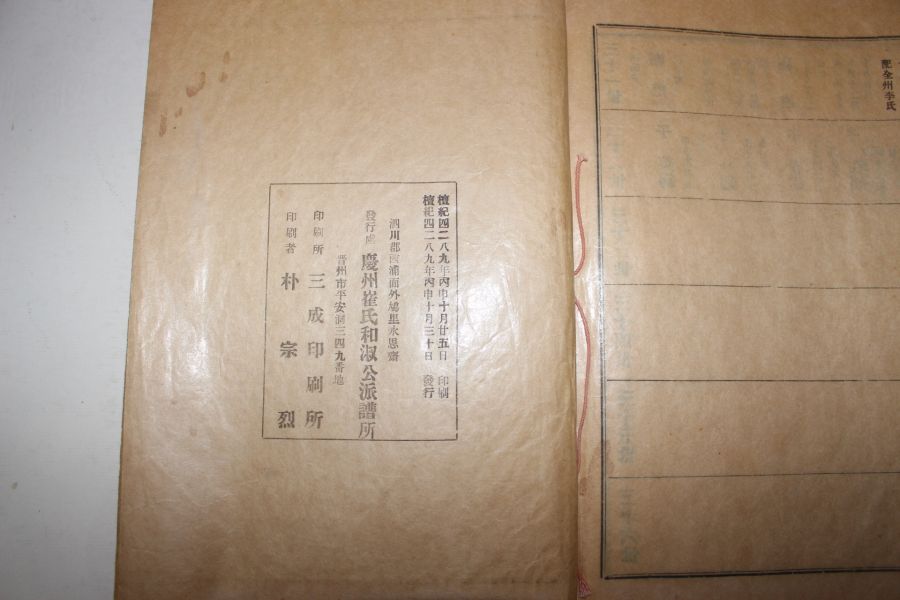 配全州李氏
檀紀四二八九年丙申十月廿五日 印刷
檀紀四二八九年丙申十月三十日 發行
泗川郡西浦面外鳩里永思齋
發行處 慶州崔氏和淑公派譜所
晋州市平安洞三四九番地
印刷所 三成印刷所
印刷者 朴宗烈